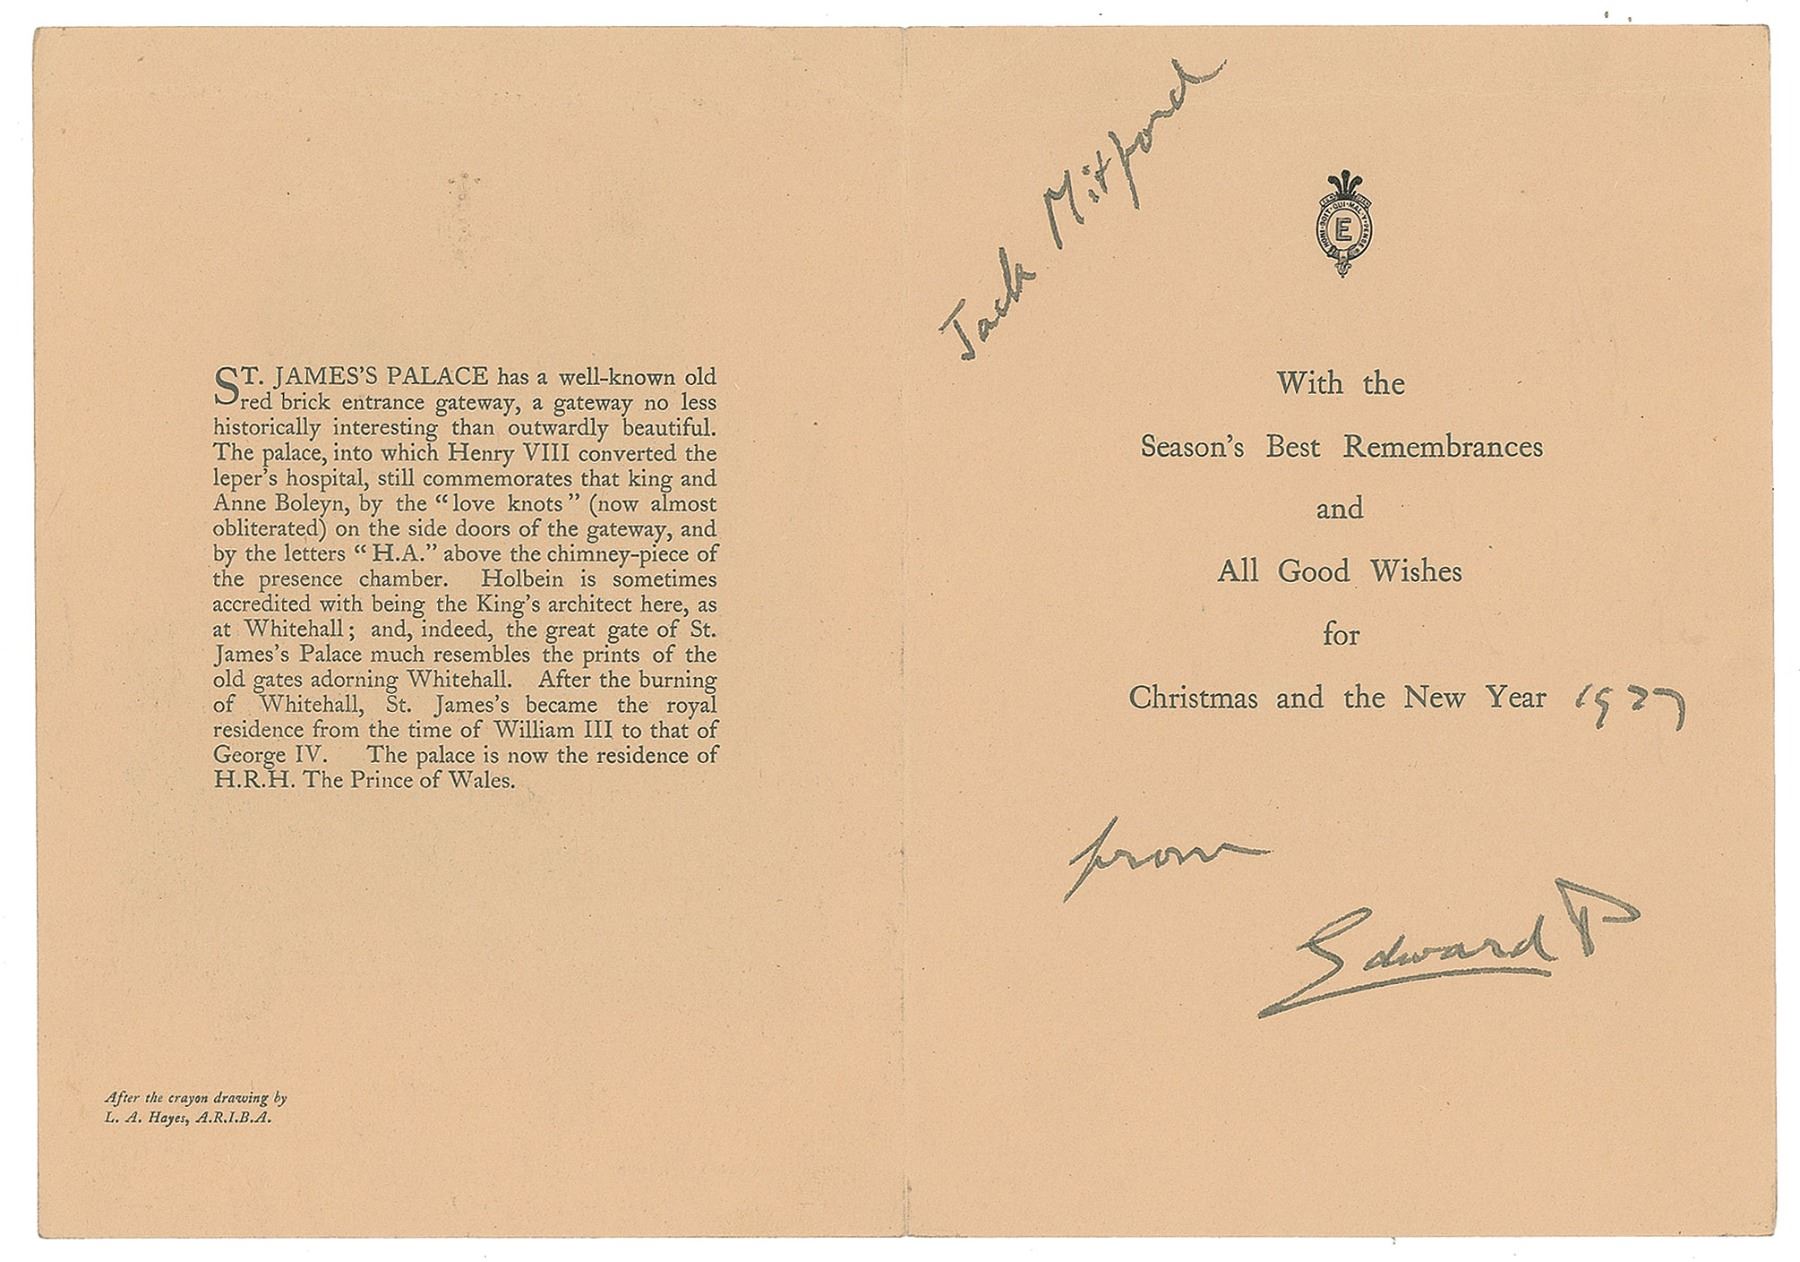 ST. JAMES'S PALACE has a well-known old
red brick entrance gateway, a gateway no less
historically interesting than outwardly beautiful.
The palace, into which Henry VIII converted the
leper's hospital, still commemorates that king and
Anne Boleyn, by the "love knots" (now almost
obliterated) on the side doors of the gateway, and
by the letters "H.A." above the chimney-piece of
the presence chamber. Holbein is sometimes
accredited with being the King's architect here, as
at Whitehall; and, indeed, the great gate of St.
James's Palace much resembles the prints of the
old gates adorning Whitehall. After the burning
of Whitehall, St. James's became the royal
residence from the time of William III to that of
George IV. The palace is now the residence of
H.R.H. The Prince of Wales.
After the crayon drawing by
L. A. Hayes, A.R.I.B.A.
Jack Mitford
HONI·SOIT·QUI·MAL·Y·PENSE
E
With the
Season's Best Remembrances
and
All Good Wishes
for
Christmas and the New Year 1927
from
Edward P